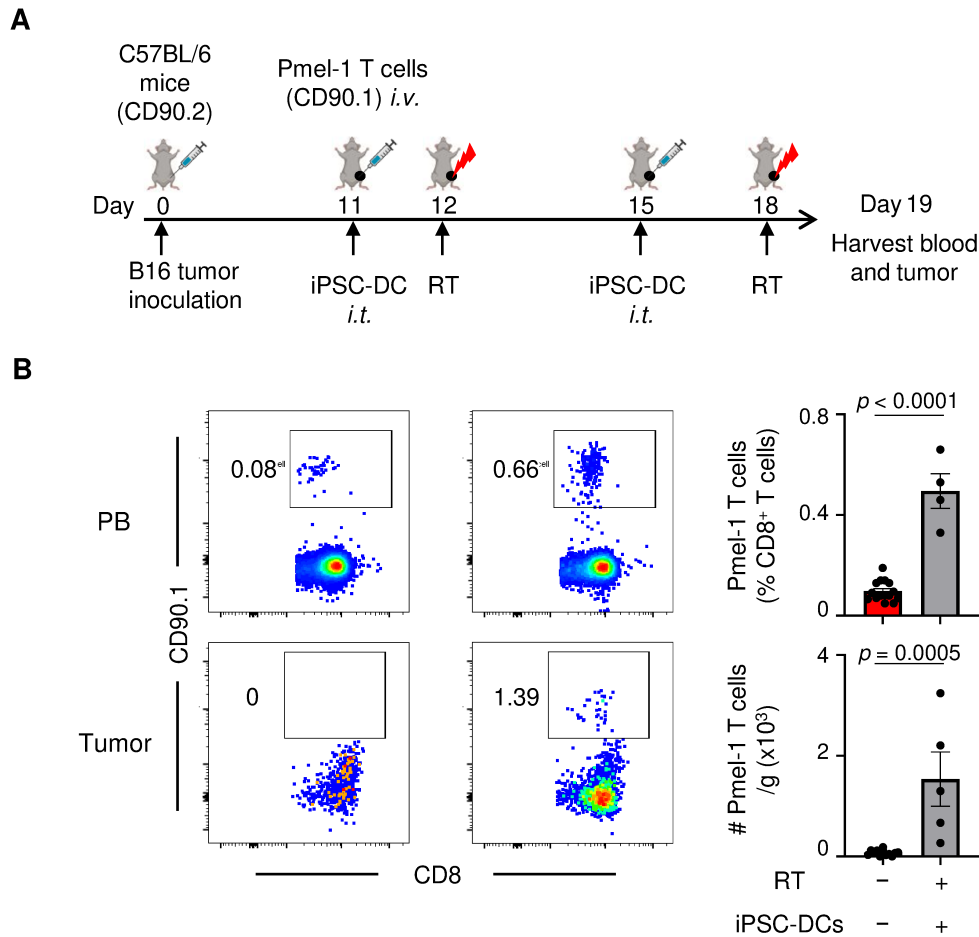 A
C57BL/6
mice
(CD90.2)
Pmel-1 T cells
(CD90.1) i.v.
Day 0 11 12 15 18
Day 19
B16 tumor
inoculation
iPSC-DC
i.t.
RT
iPSC-DC
i.t.
RT
Harvest blood
and tumor
B
PB
Tumor
CD90.1
0.08
0.66
0
1.39
CD8
p < 0.0001
0.8
0.4
0
Pmel-1 T cells
(% CD8⁺ T cells)
p = 0.0005
4
2
0
# Pmel-1 T cells
/g (x10³)
RT − +
iPSC-DCs − +